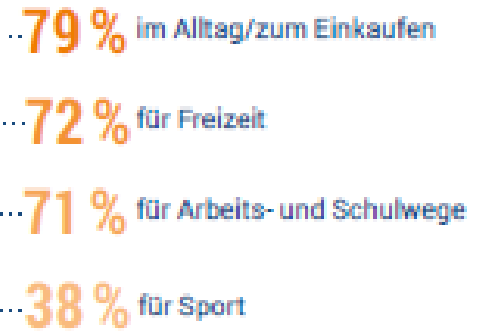 ..79 % im Alltag/zum Einkaufen
...72 % für Freizeit
...71 % für Arbeits- und Schulwege
...38 % für Sport